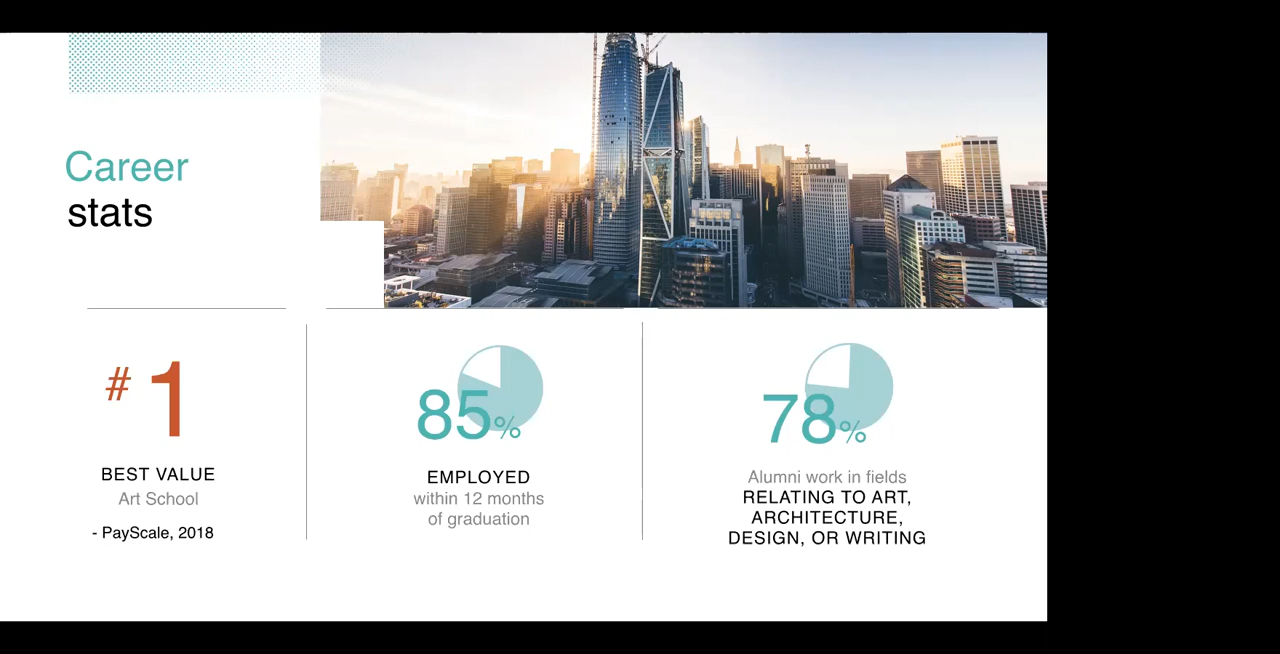 Career
stats
# 1
BEST VALUE
Art School
- PayScale, 2018
85%
EMPLOYED
within 12 months
of graduation
78%
Alumni work in fields
RELATING TO ART,
ARCHITECTURE,
DESIGN, OR WRITING